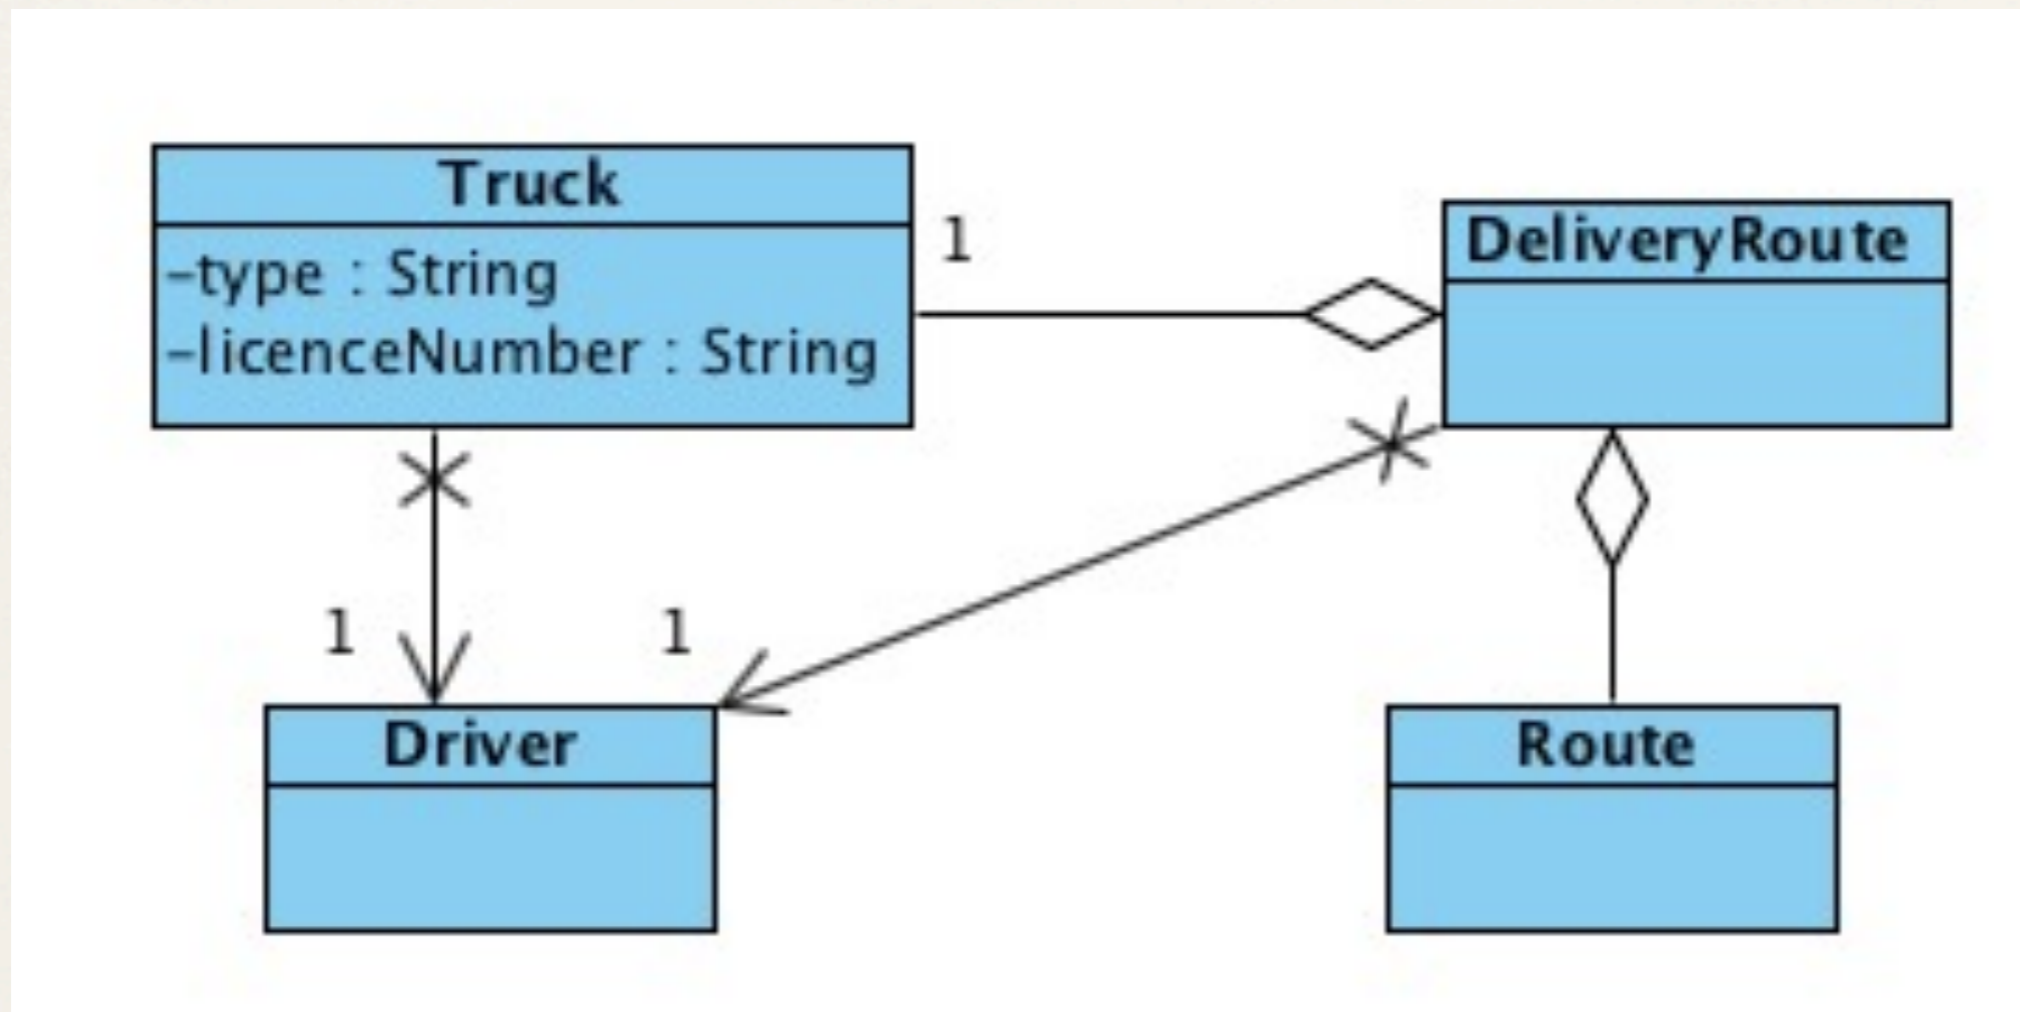 Truck
–type : String
–licenceNumber : String
1
DeliveryRoute
1
1
Driver
Route